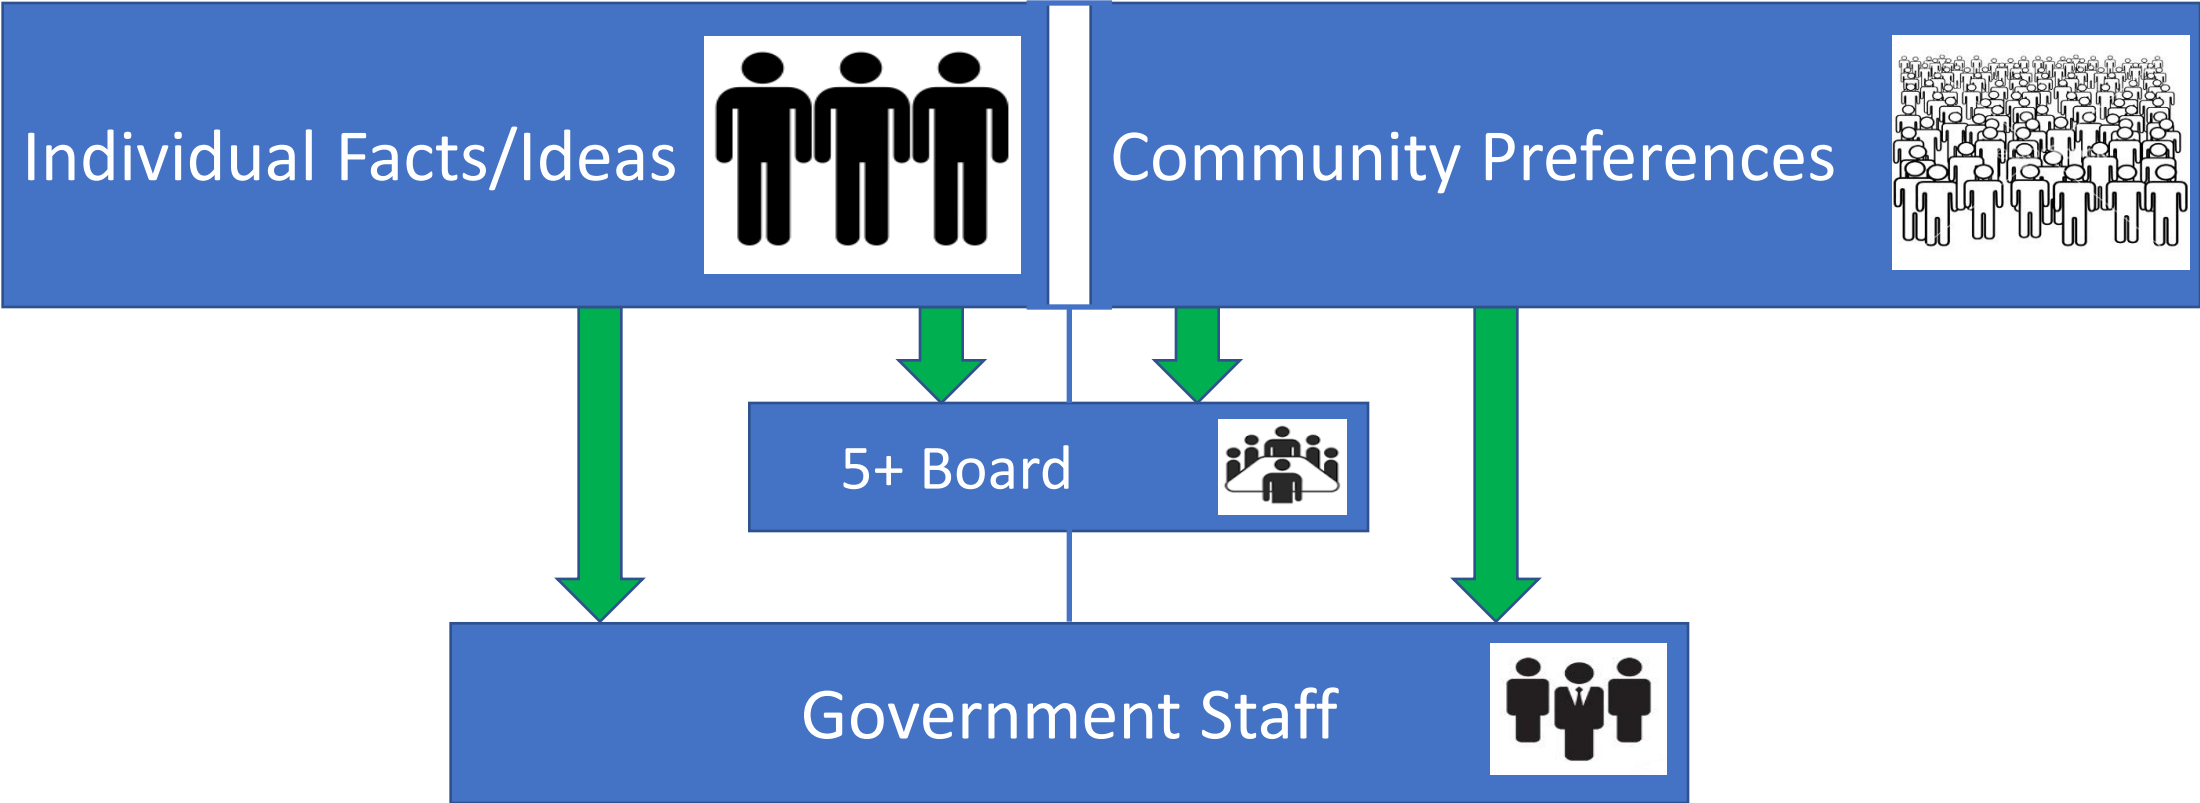 Individual Facts/Ideas
Community Preferences
5+ Board
Government Staff